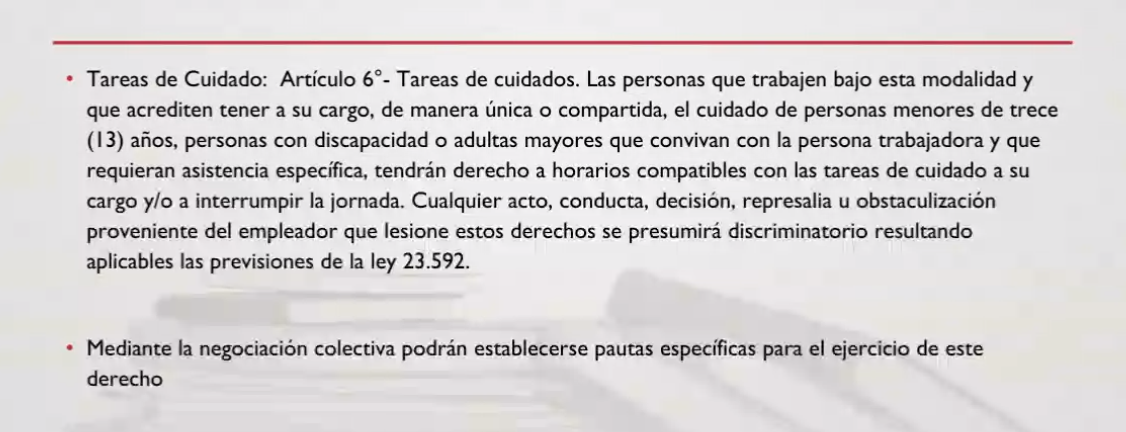 • Tareas de Cuidado: Artículo 6°- Tareas de cuidados. Las personas que trabajen bajo esta modalidad y
que acrediten tener a su cargo, de manera única o compartida, el cuidado de personas menores de trece
(13) años, personas con discapacidad o adultas mayores que convivan con la persona trabajadora y que
requieran asistencia específica, tendrán derecho a horarios compatibles con las tareas de cuidado a su
cargo y/o a interrumpir la jornada. Cualquier acto, conducta, decisión, represalia u obstaculización
proveniente del empleador que lesione estos derechos se presumirá discriminatorio resultando
aplicables las previsiones de la ley 23.592.
• Mediante la negociación colectiva podrán establecerse pautas específicas para el ejercicio de este
derecho